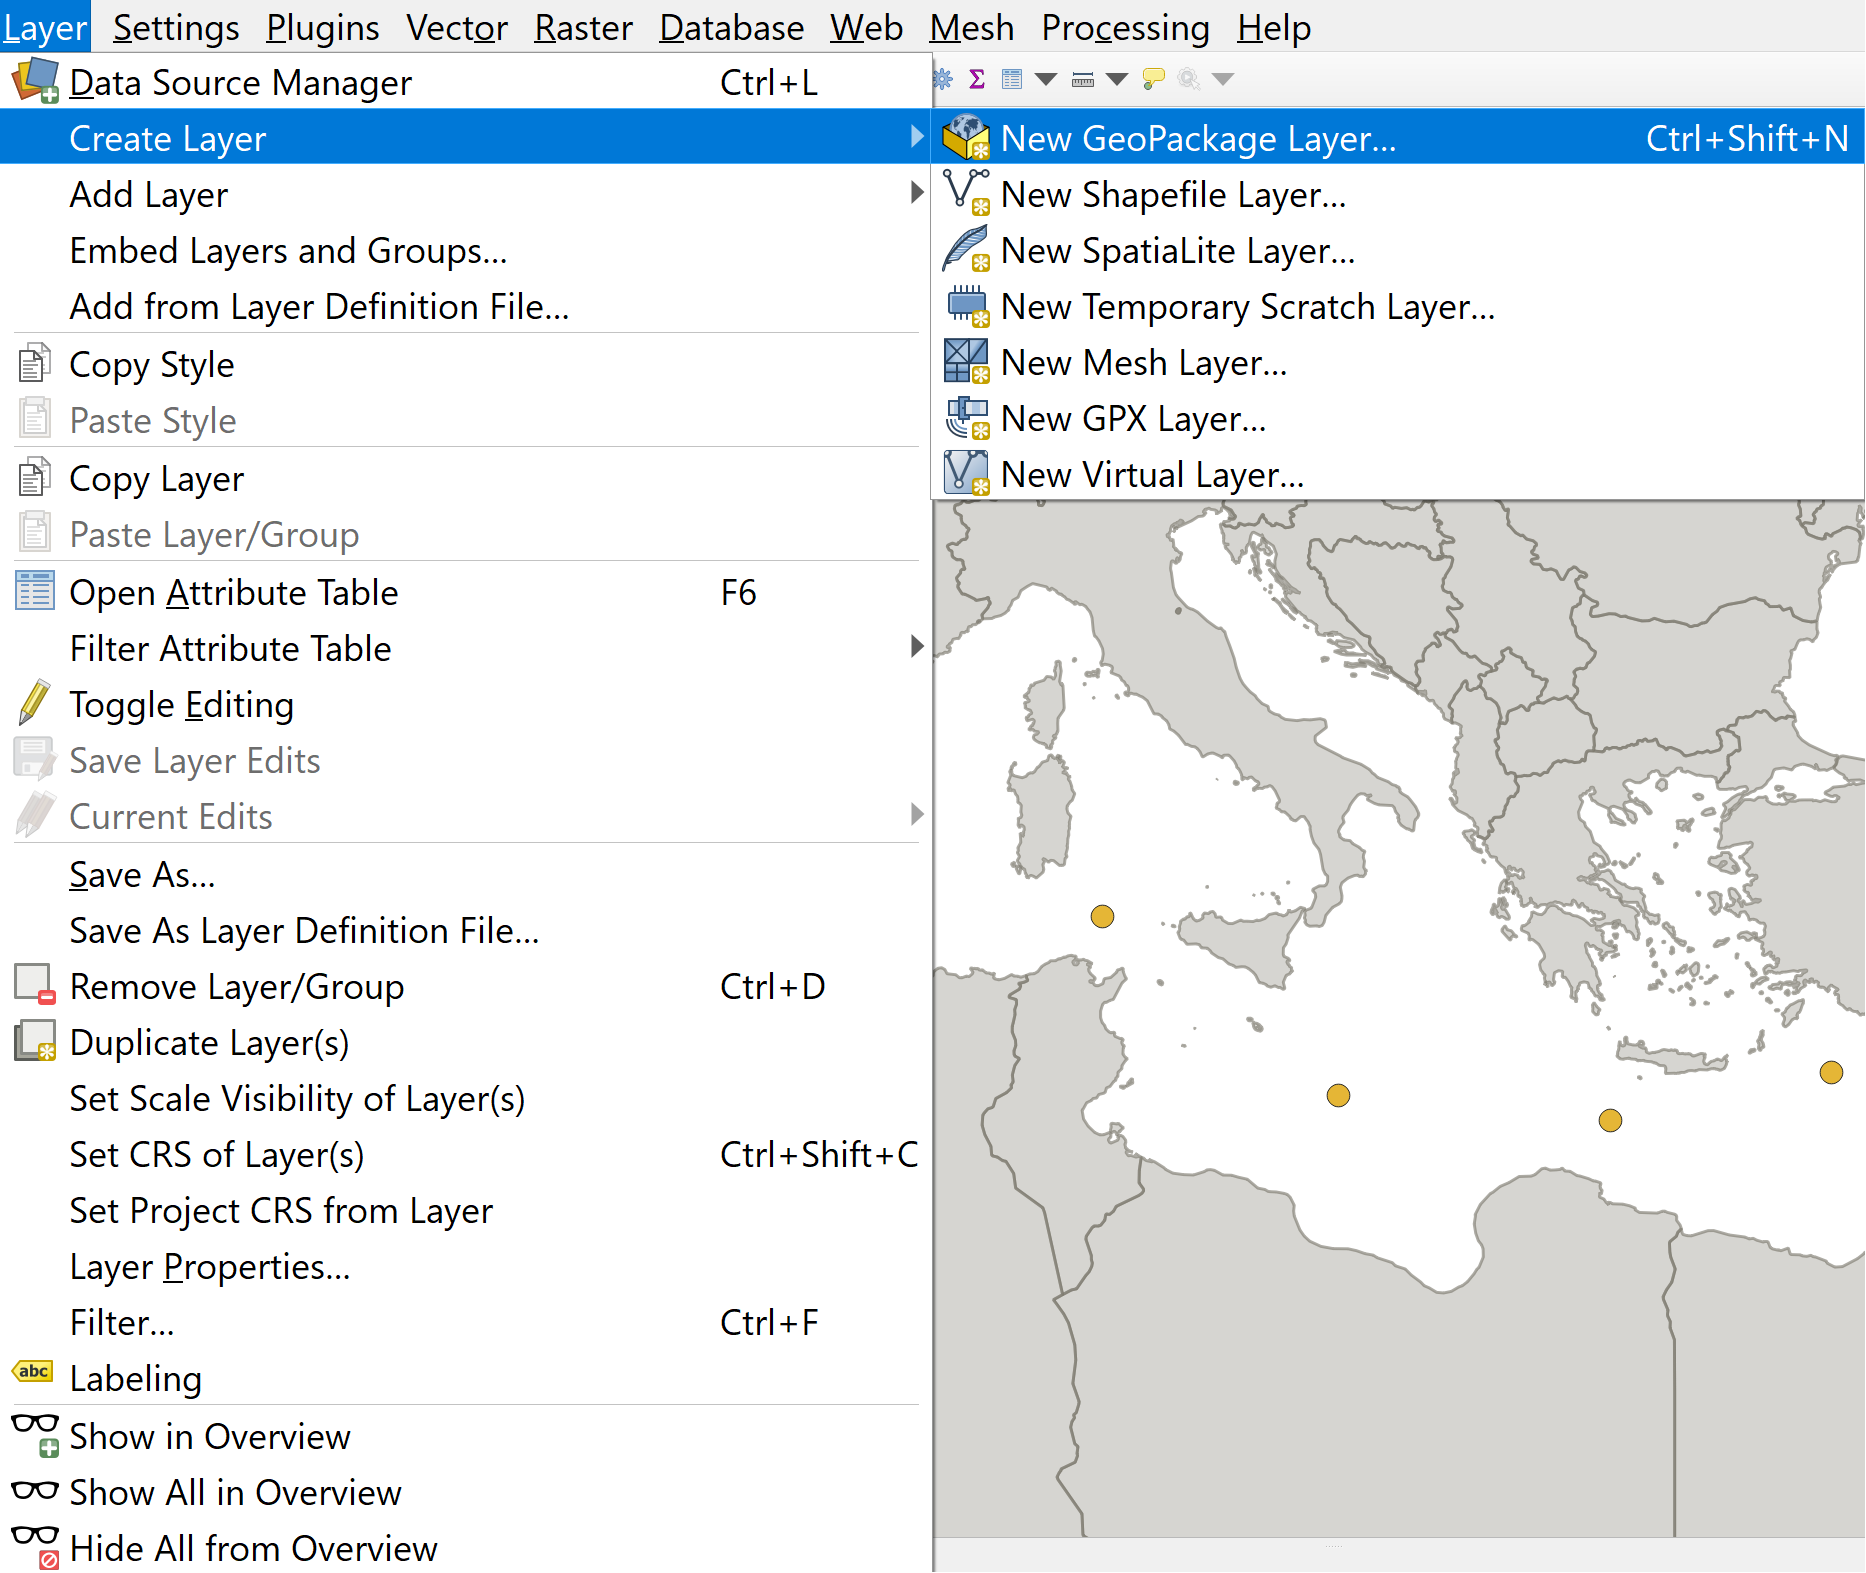 Layer Settings Plugins Vector Raster Database Web Mesh Processing Help
Data Source Manager Ctrl+L
Create Layer
Add Layer
Embed Layers and Groups...
Add from Layer Definition File...
Copy Style
Paste Style
Copy Layer
Paste Layer/Group
Open Attribute Table F6
Filter Attribute Table
Toggle Editing
Save Layer Edits
Current Edits
Save As...
Save As Layer Definition File...
Remove Layer/Group Ctrl+D
Duplicate Layer(s)
Set Scale Visibility of Layer(s)
Set CRS of Layer(s) Ctrl+Shift+C
Set Project CRS from Layer
Layer Properties...
Filter... Ctrl+F
abc Labeling
Show in Overview
Show All in Overview
Hide All from Overview
Σ
New GeoPackage Layer... Ctrl+Shift+N
New Shapefile Layer...
New SpatiaLite Layer...
New Temporary Scratch Layer...
New Mesh Layer...
New GPX Layer...
New Virtual Layer...